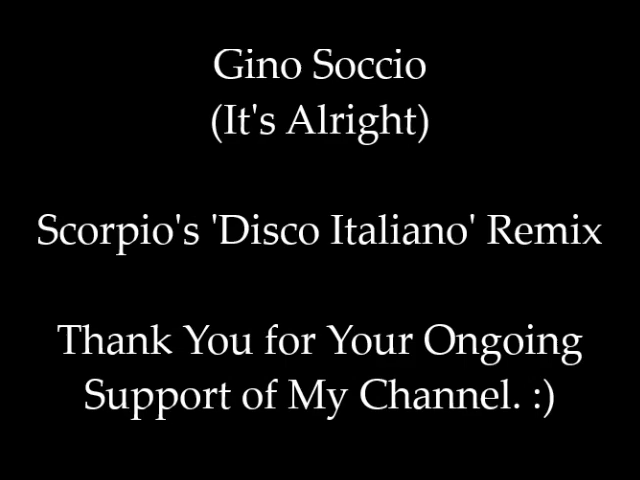 Gino Soccio
(It's Alright)
Scorpio's 'Disco Italiano' Remix
Thank You for Your Ongoing
Support of My Channel. :)